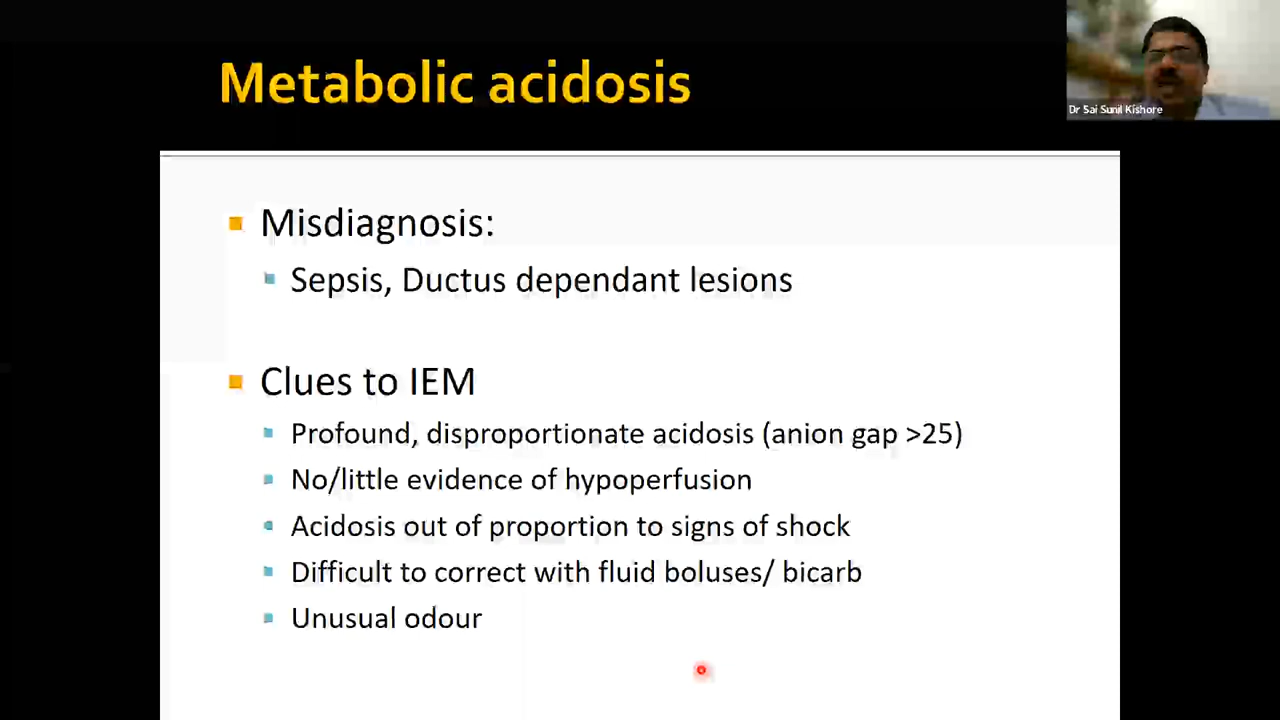 Metabolic acidosis
Dr Sai Sunil Kishore
Misdiagnosis:
Sepsis, Ductus dependant lesions
Clues to IEM
Profound, disproportionate acidosis (anion gap >25)
No/little evidence of hypoperfusion
Acidosis out of proportion to signs of shock
Difficult to correct with fluid boluses/ bicarb
Unusual odour